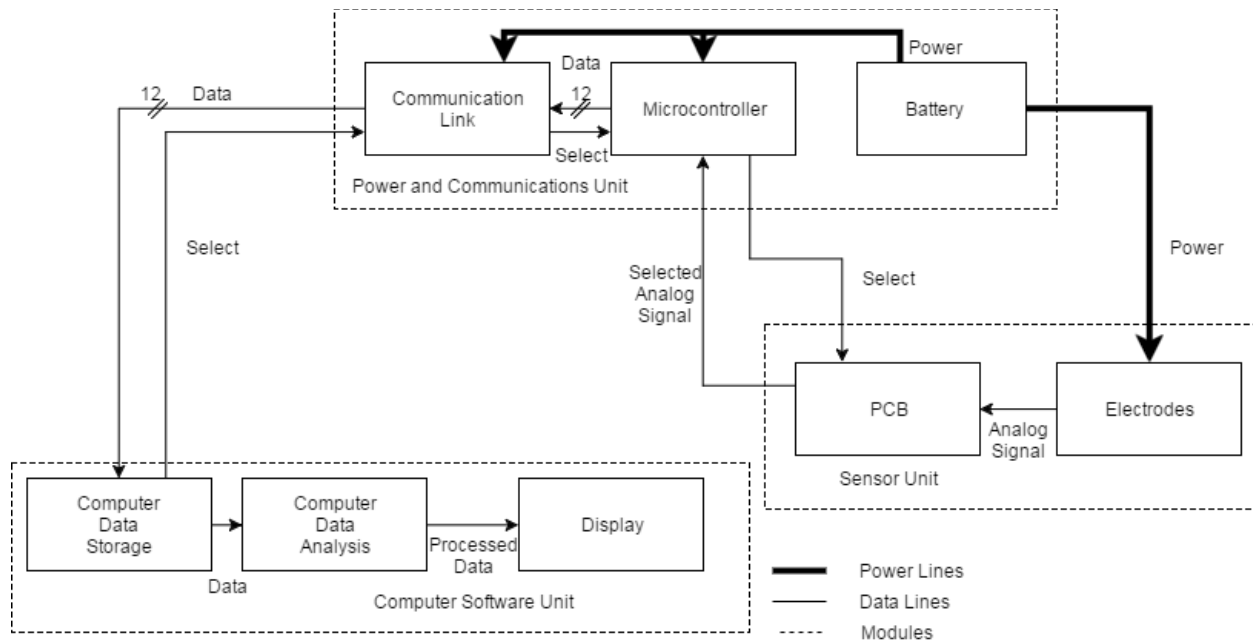 Power
Data
12
Data
12
Communication
Link
Microcontroller
Battery
Select
Power and Communications Unit
Select
Selected
Analog
Signal
Select
Power
PCB
Electrodes
Analog
Signal
Sensor Unit
Computer
Data
Storage
Computer
Data
Analysis
Display
Processed
Data
Data
Computer Software Unit
Power Lines
Data Lines
Modules